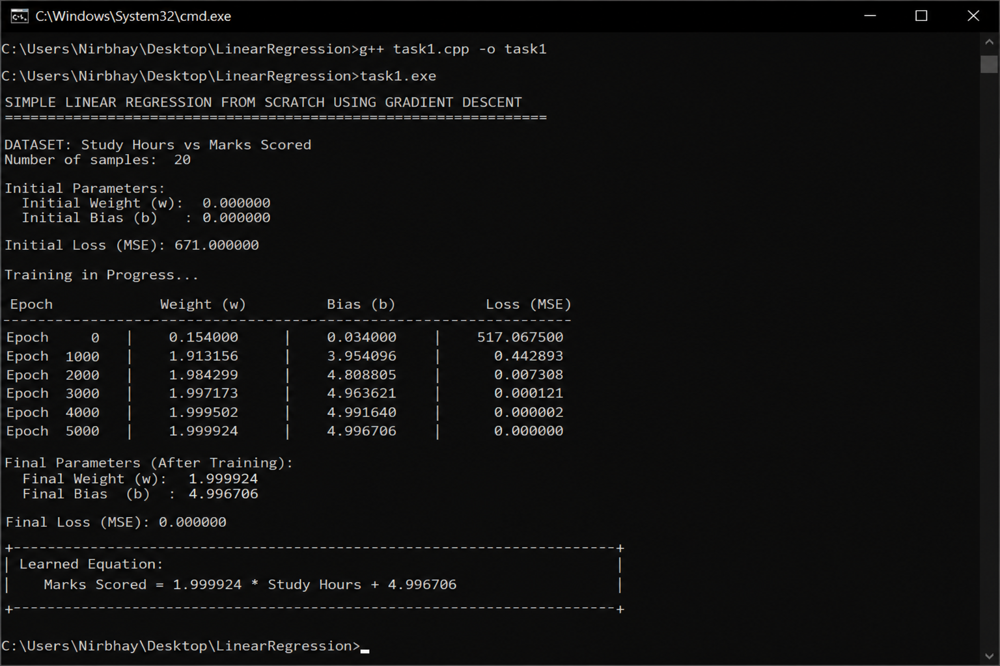 C:\Windows\System32\cmd.exe
C:\Users\Nirbhay\Desktop\LinearRegression>g++ task1.cpp -o task1
C:\Users\Nirbhay\Desktop\LinearRegression>task1.exe
SIMPLE LINEAR REGRESSION FROM SCRATCH USING GRADIENT DESCENT
================================================================
DATASET: Study Hours vs Marks Scored
Number of samples:  20
Initial Parameters:
  Initial Weight (w):  0.000000
  Initial Bias (b)   : 0.000000
Initial Loss (MSE): 671.000000
Training in Progress...
Epoch             Weight (w)          Bias (b)           Loss (MSE)
-------------------------------------------------------------------
Epoch     0   |    0.154000     |    0.034000    |    517.067500
Epoch  1000   |    1.913156     |    3.954096    |      0.442893
Epoch  2000   |    1.984299     |    4.808805    |      0.007308
Epoch  3000   |    1.997173     |    4.963621    |      0.000121
Epoch  4000   |    1.999502     |    4.991640    |      0.000002
Epoch  5000   |    1.999924     |    4.996706    |      0.000000
Final Parameters (After Training):
  Final Weight (w):  1.999924
  Final Bias  (b)  : 4.996706
Final Loss (MSE): 0.000000
+-----------------------------------------------------------------------+
| Learned Equation:                                                     |
|    Marks Scored = 1.999924 * Study Hours + 4.996706                   |
+-----------------------------------------------------------------------+
C:\Users\Nirbhay\Desktop\LinearRegression>